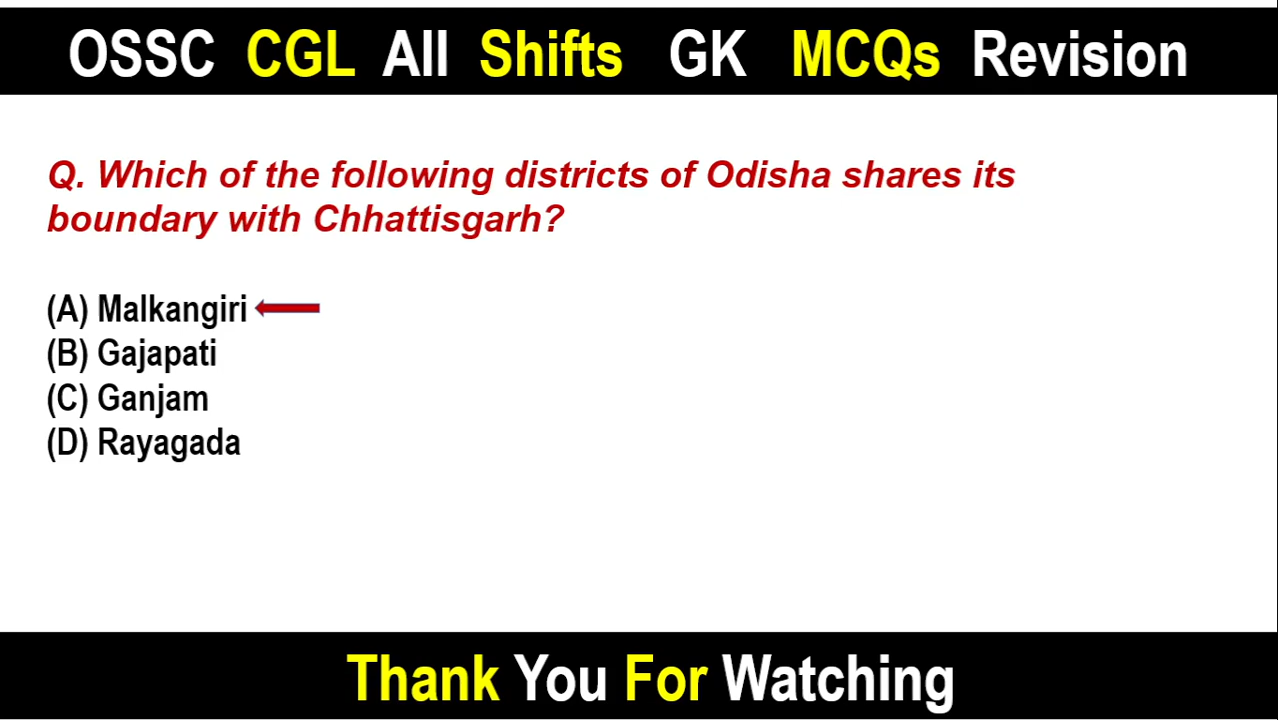 OSSC CGL All Shifts GK MCQs Revision
Q. Which of the following districts of Odisha shares its
boundary with Chhattisgarh?
(A) Malkangiri
(B) Gajapati
(C) Ganjam
(D) Rayagada
Thank You For Watching